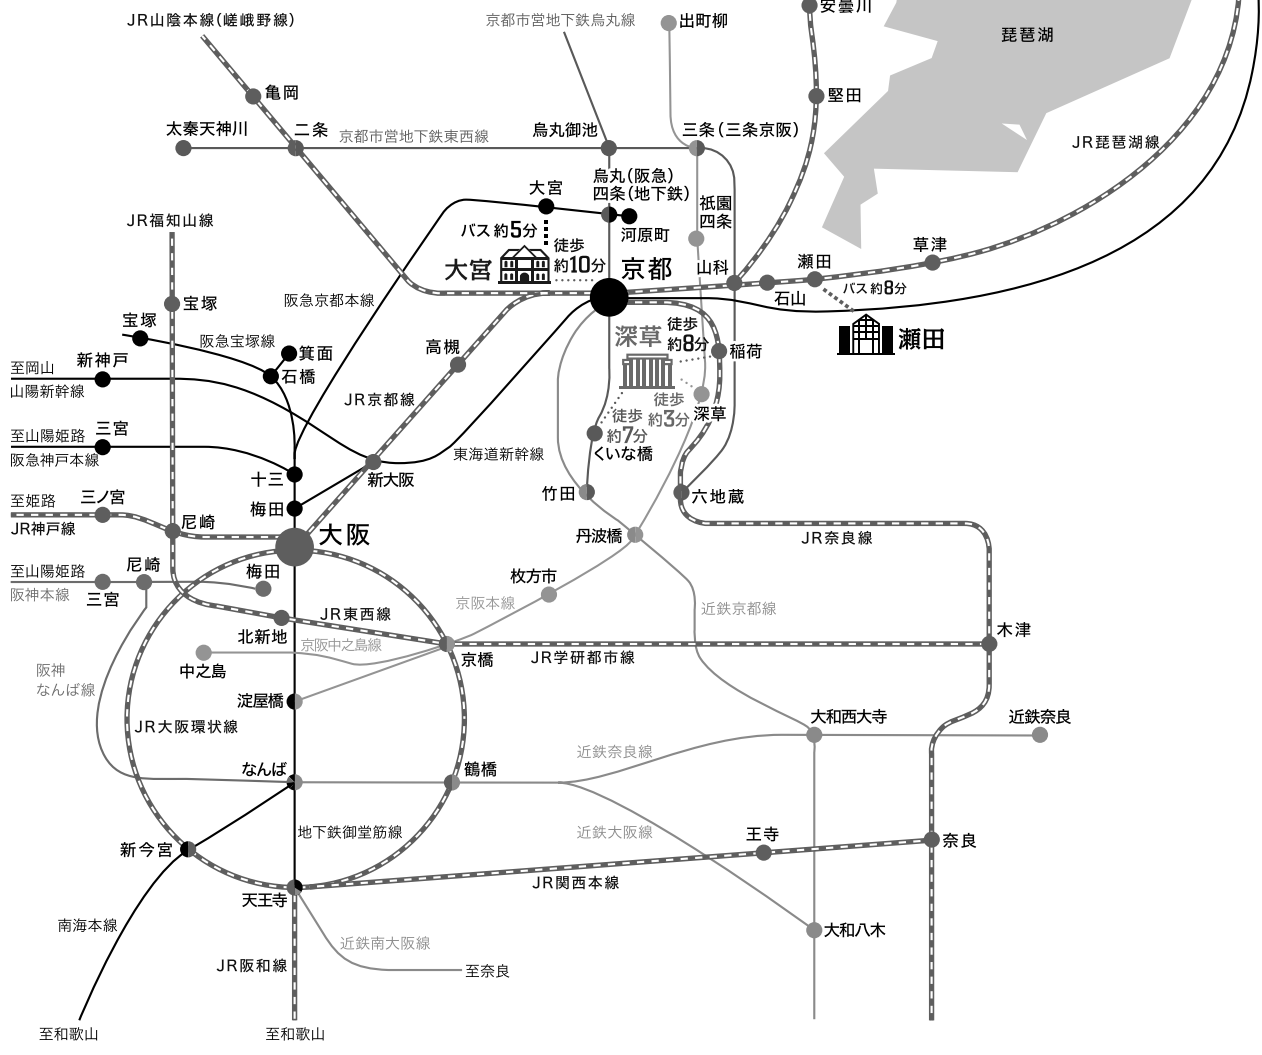 JR山陰本線(嵯峨野線)
京都市営地下鉄烏丸線
出町柳
安曇川
琵琶湖
亀岡
堅田
太秦天神川
二条
京都市営地下鉄東西線
烏丸御池
三条(三条京阪)
JR琵琶湖線
烏丸(阪急)
四条(地下鉄)
大宮
祇園
四条
JR福知山線
バス 約5分
河原町
徒歩
約10分
大宮
京都
山科
瀬田
草津
石山
バス 約8分
瀬田
阪急京都本線
宝塚
宝塚
阪急宝塚線
箕面
石橋
深草
徒歩
約8分
稲荷
高槻
至岡山
新神戸
山陽新幹線
JR京都線
徒歩
約3分
深草
徒歩
約7分
くいな橋
至山陽姫路
三宮
阪急神戸本線
東海道新幹線
十三
新大阪
竹田
六地蔵
至姫路
三ノ宮
JR神戸線
尼崎
梅田
大阪
丹波橋
JR奈良線
至山陽姫路
阪神本線
三宮
尼崎
梅田
枚方市
京阪本線
近鉄京都線
JR東西線
北新地
京阪中之島線
中之島
京橋
JR学研都市線
木津
阪神
なんば線
淀屋橋
JR大阪環状線
大和西大寺
近鉄奈良
近鉄奈良線
なんば
鶴橋
地下鉄御堂筋線
近鉄大阪線
王寺
奈良
新今宮
天王寺
JR関西本線
南海本線
近鉄南大阪線
大和八木
JR阪和線
至奈良
至和歌山
至和歌山